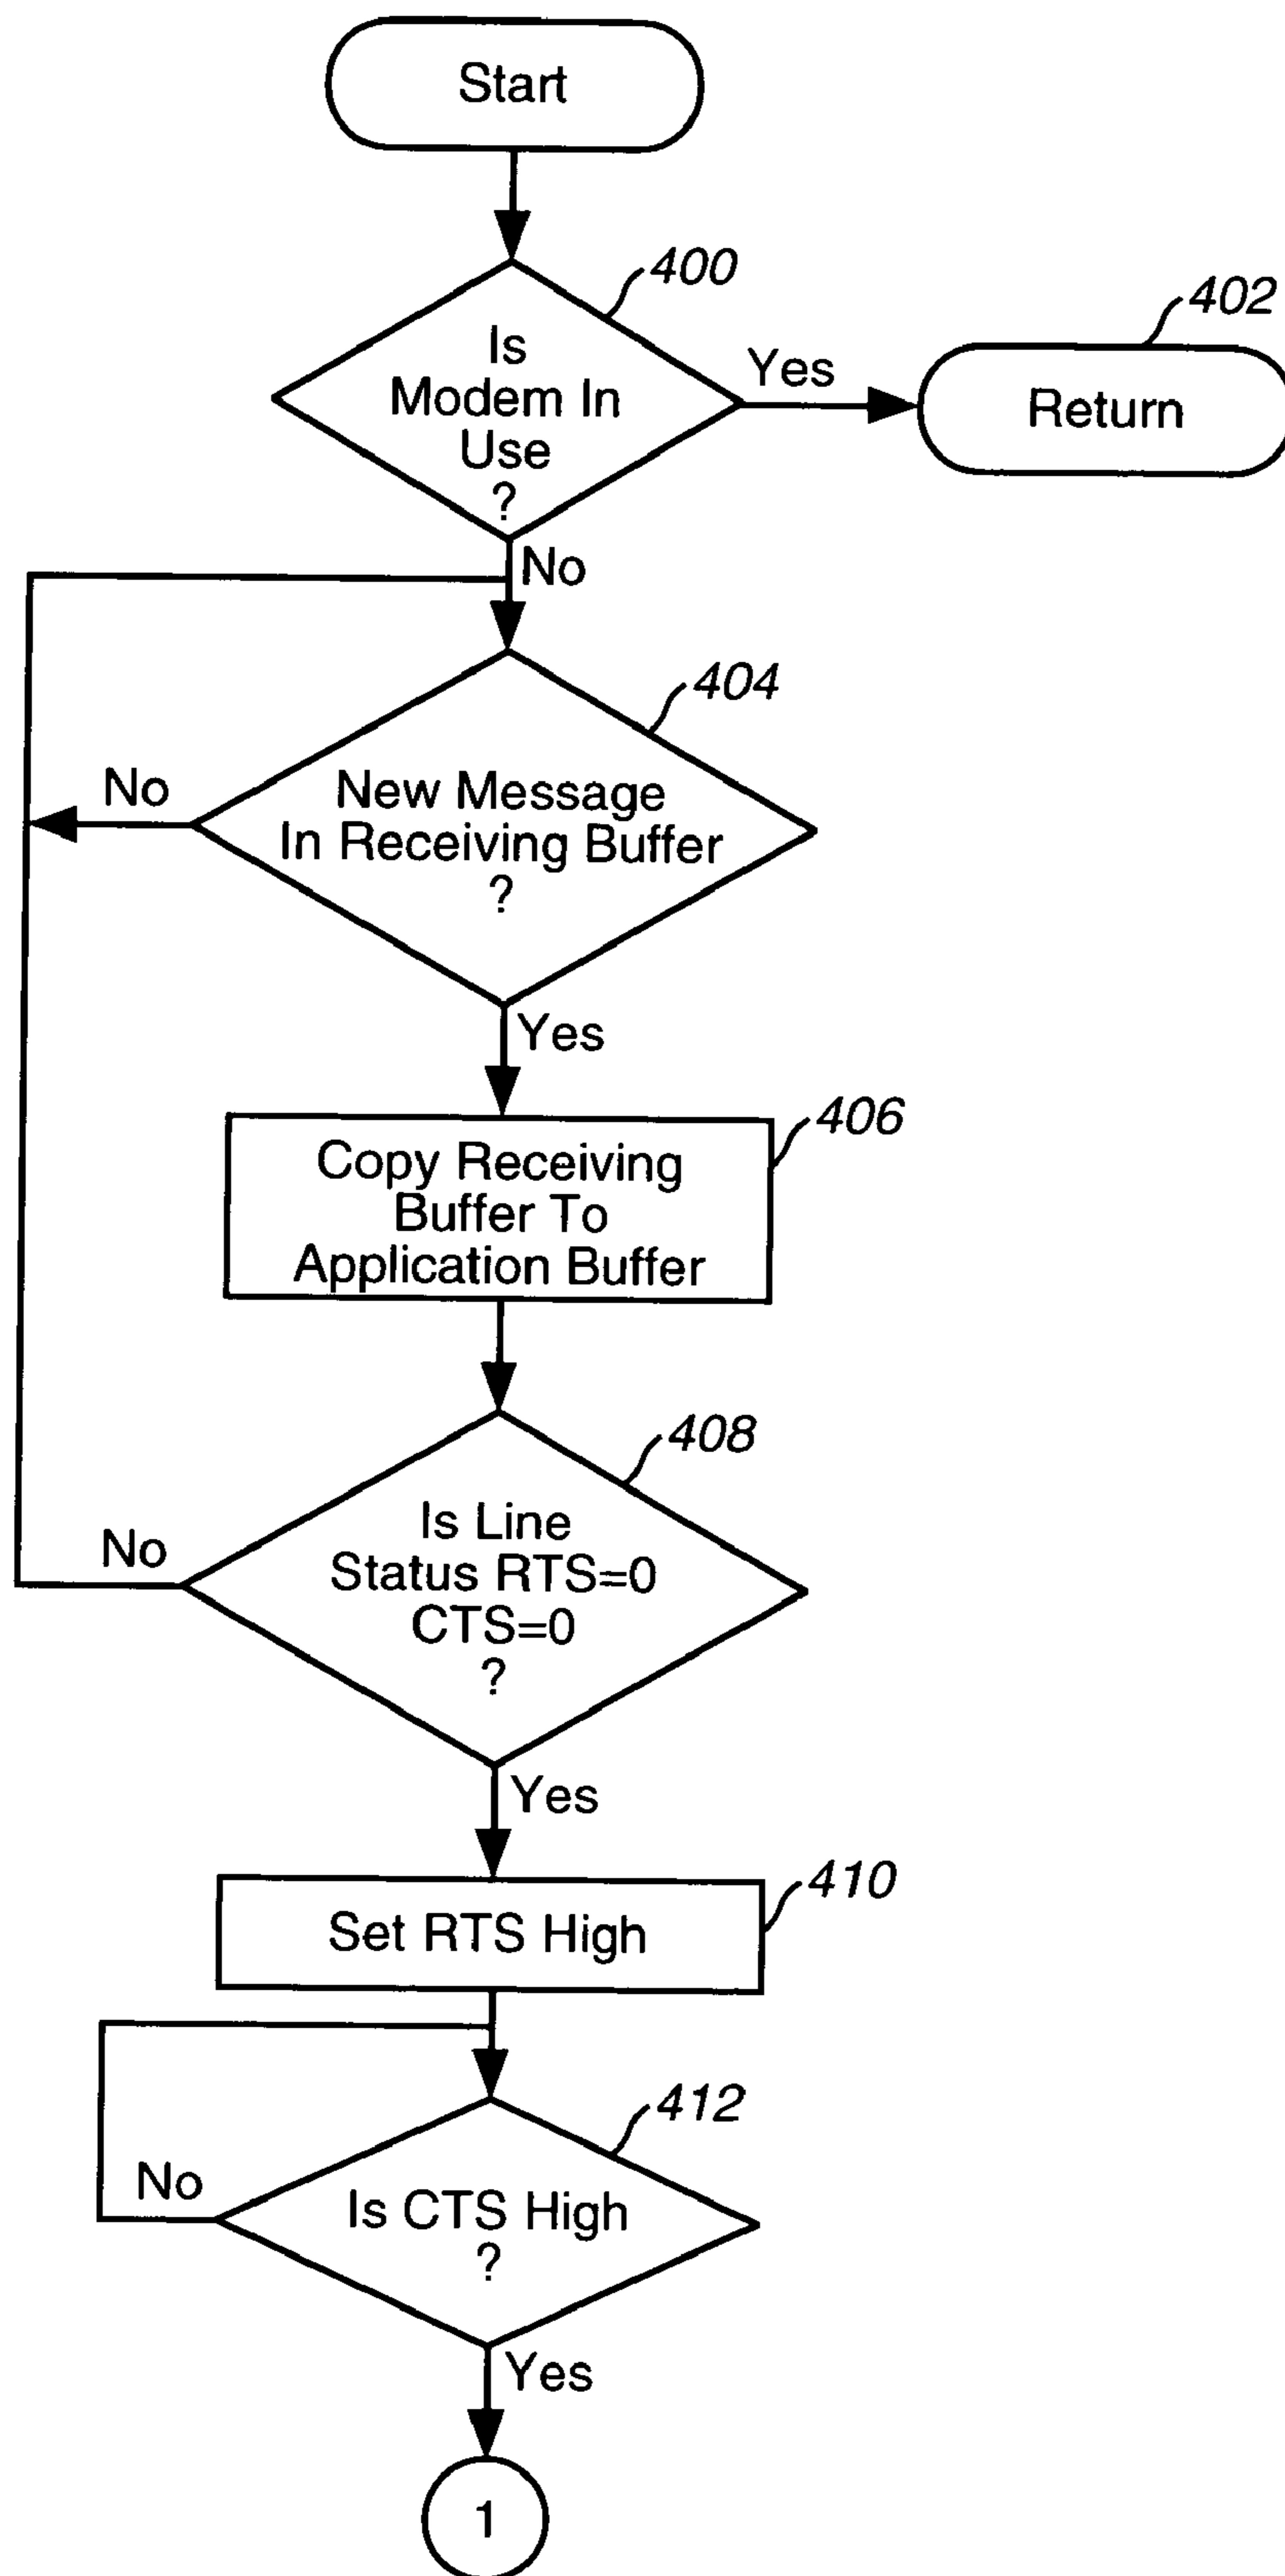 Start
400
Is
Modem In
Use
?
Yes
402
Return
No
404
No
New Message
In Receiving Buffer
?
Yes
406
Copy Receiving
Buffer To
Application Buffer
408
No
Is Line
Status RTS=0
CTS=0
?
Yes
410
Set RTS High
412
No
Is CTS High
?
Yes
1